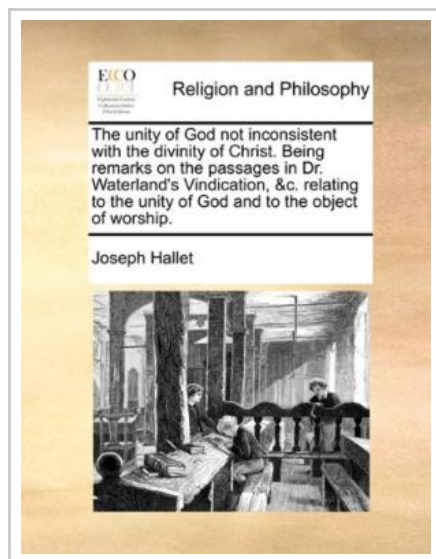 ECCO
Religion and Philosophy
The unity of God not inconsistent
with the divinity of Christ. Being
remarks on the passages in Dr.
Waterland's Vindication, &c. relating
to the unity of God and to the object
of worship.
Joseph Hallet